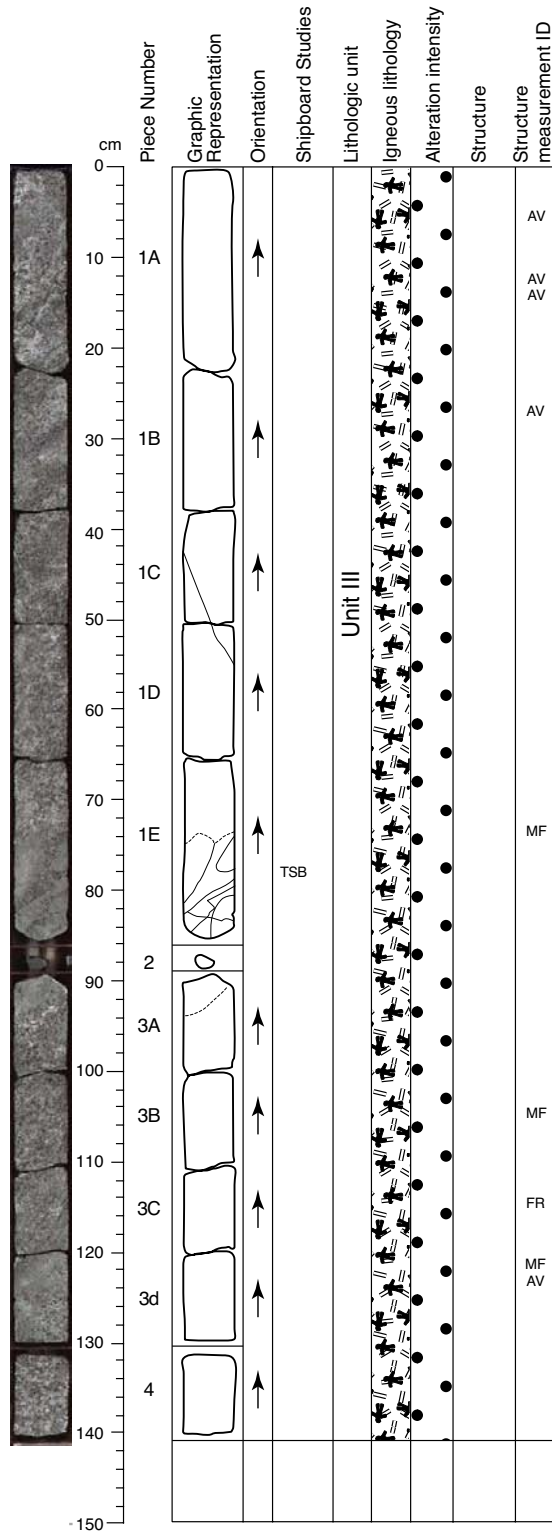 cm
Piece Number
Graphic
Representation
Orientation
Shipboard Studies
Lithologic unit
Igneous lithology
Alteration intensity
Structure
Structure
measurement ID
0
AV
10
1A
AV
AV
20
AV
30
1B
40
1C
50
Unit III
60
1D
70
1E
MF
80
TSB
2
90
3A
100
3B
MF
110
3C
FR
120
MF
AV
3d
130
4
140
150